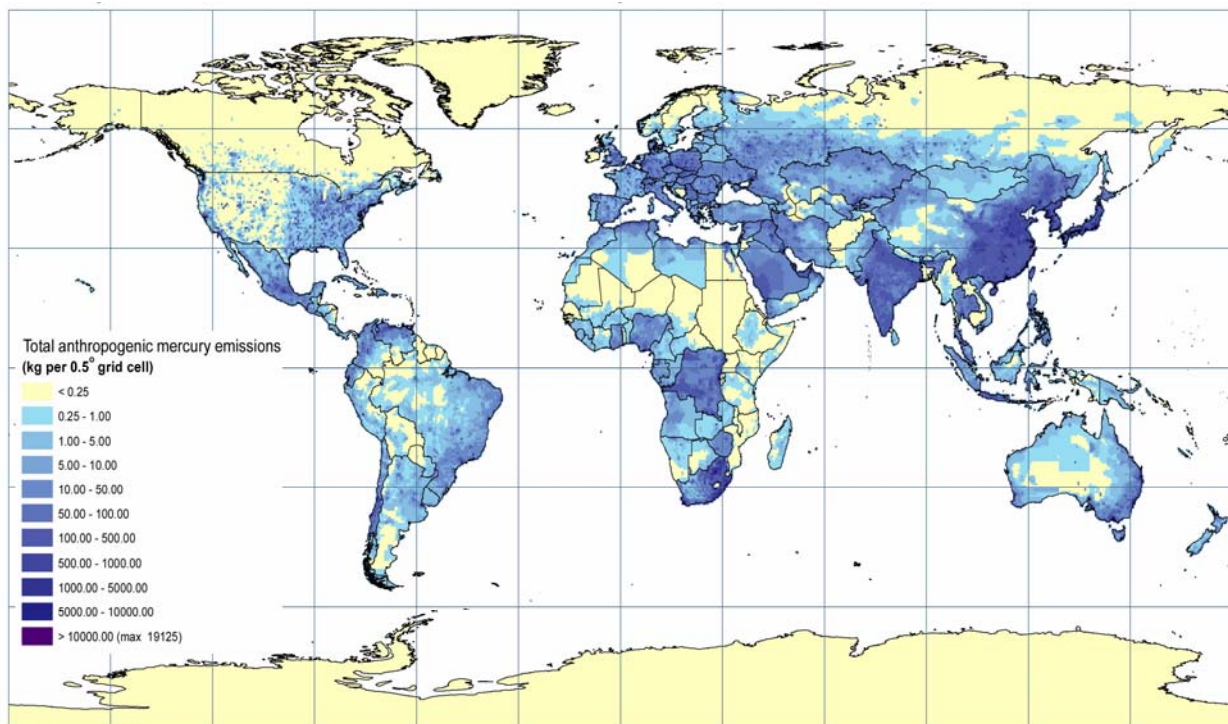 Total anthropogenic mercury emissions
(kg per 0.5° grid cell)
< 0.25
0.25 - 1.00
1.00 - 5.00
5.00 - 10.00
10.00 - 50.00
50.00 - 100.00
100.00 - 500.00
500.00 - 1000.00
1000.00 - 5000.00
5000.00 - 10000.00
> 10000.00 (max 19125)